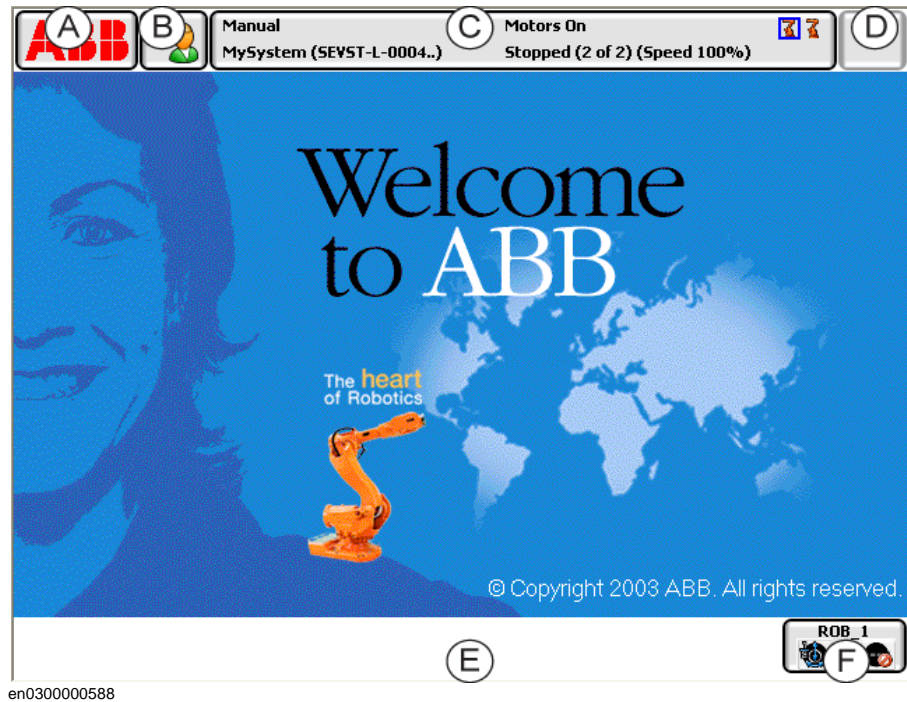 ABB
A
B
C
D
Manual
Motors On
MySystem (SEVST-L-0004..)
Stopped (2 of 2) (Speed 100%)
Welcome
to ABB
The heart
of Robotics
© Copyright 2003 ABB. All rights reserved.
ROB_1
E
F
en0300000588